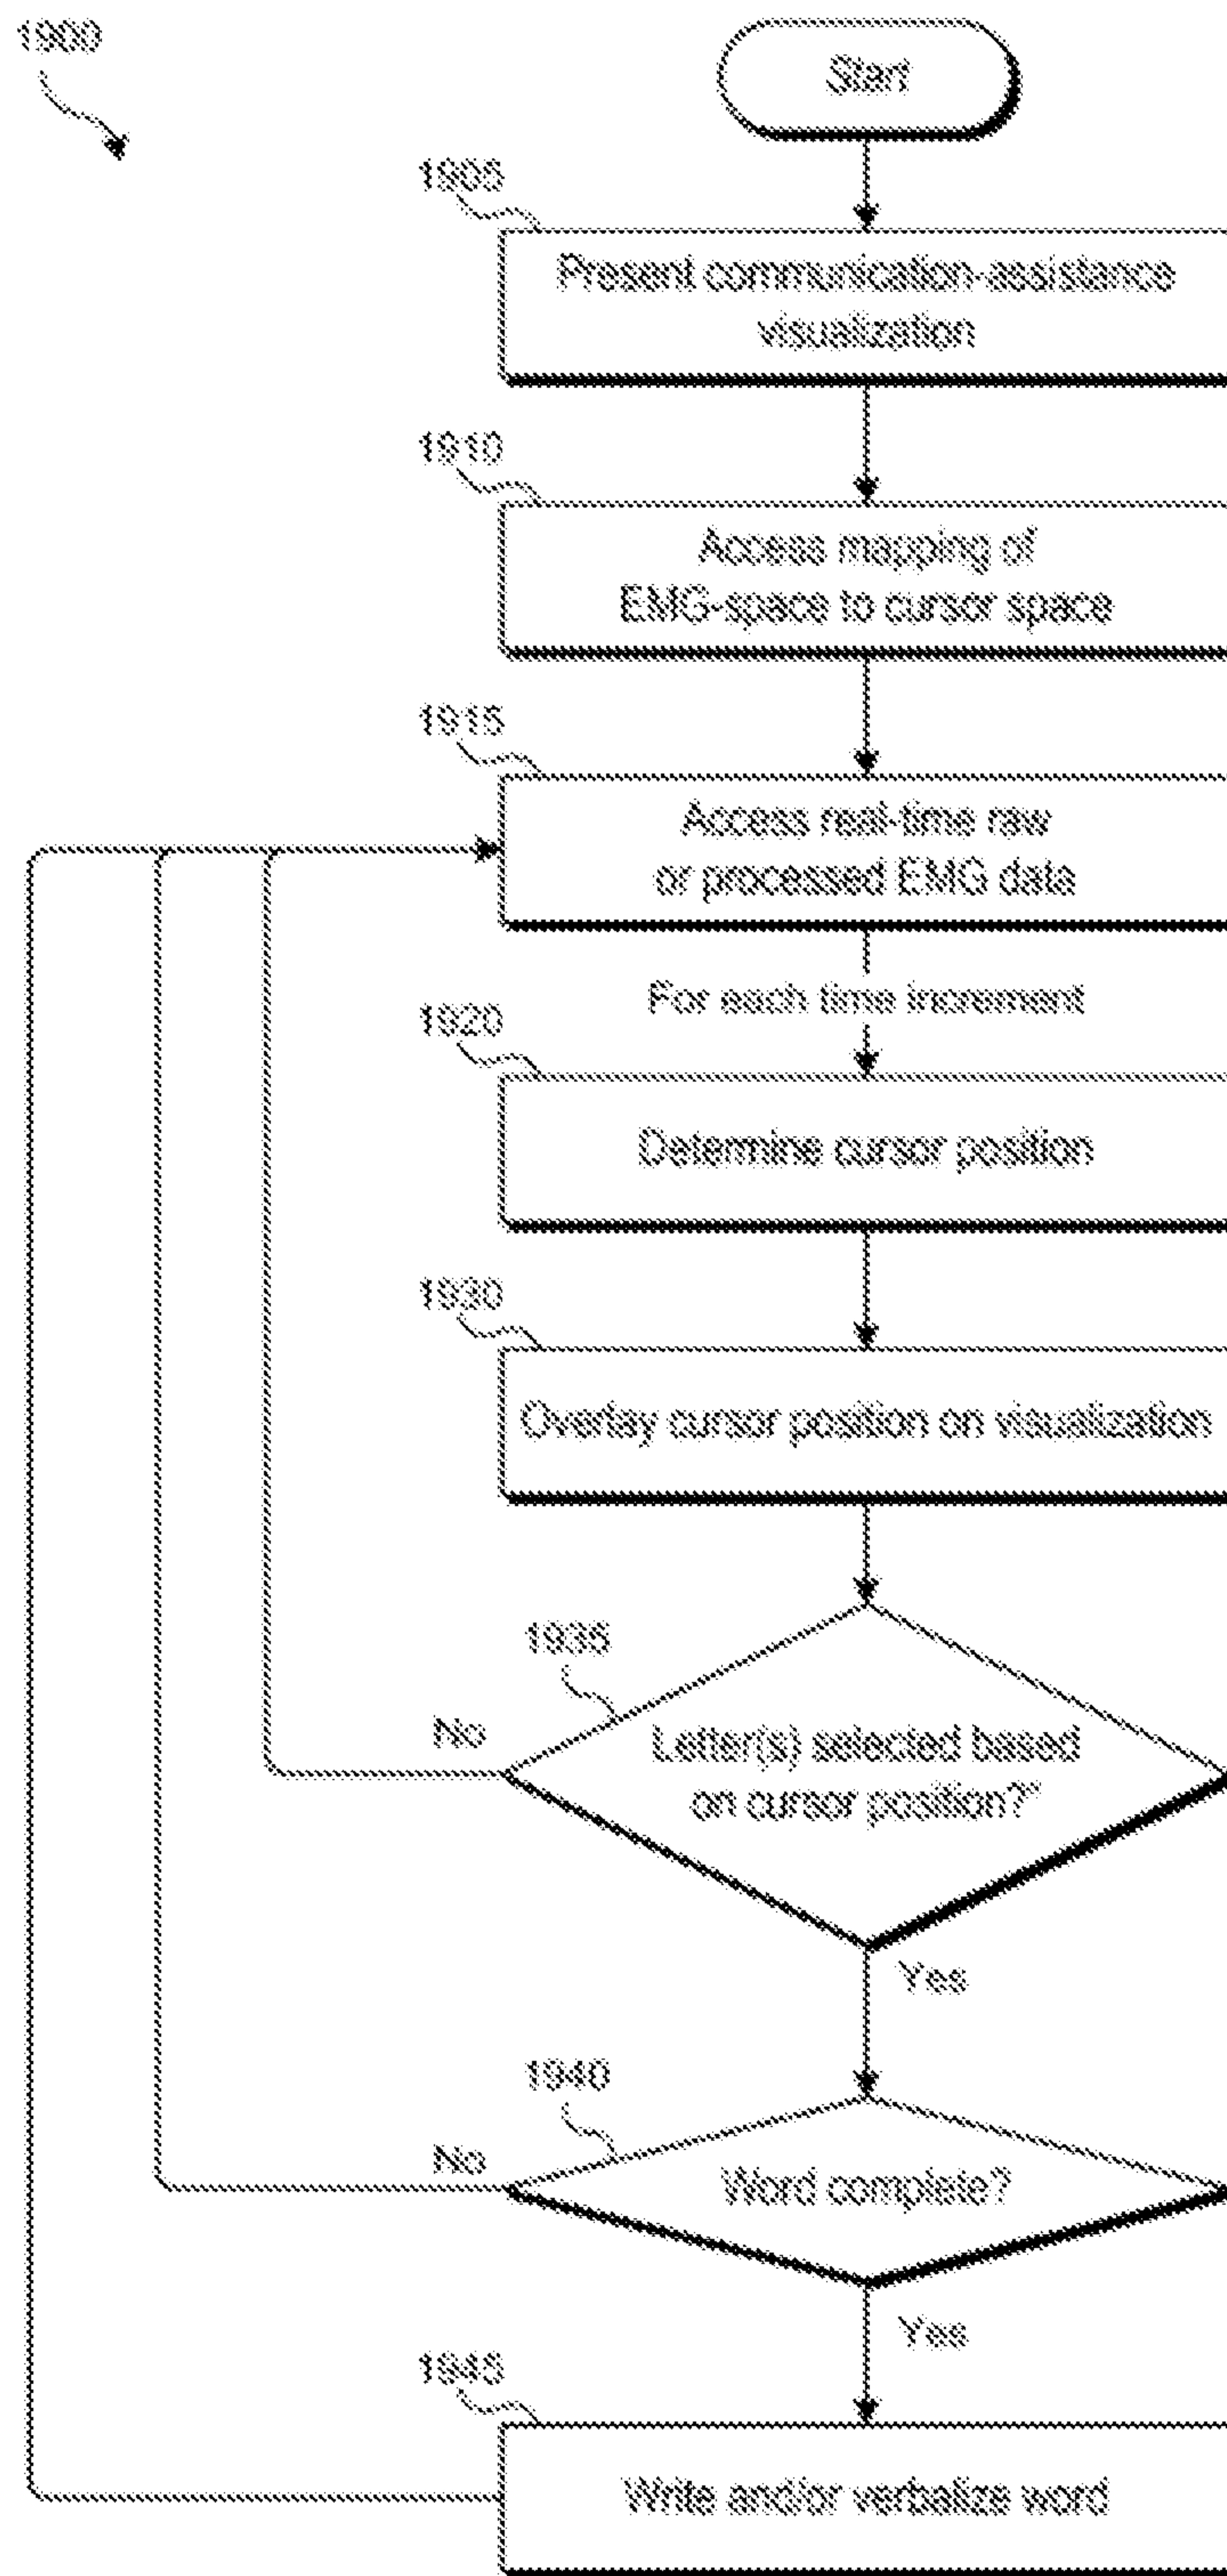 1900
Start
1905
Present communication-assistance
visualization
1910
Access mapping of
EMG-space to cursor space
1915
Access real-time raw
or processed EMG data
For each time increment
1920
Determine cursor position
1930
Overlay cursor position on visualization
1935
No
Letter(s) selected based
on cursor position?"
Yes
1940
No
Word complete?
Yes
1945
Write and/or verbalize word